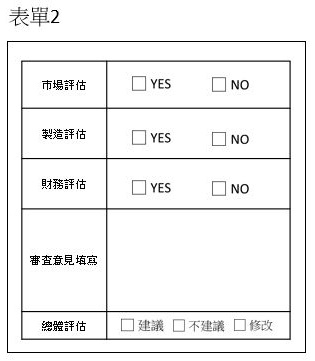 表單2
市場評估 □ YES □ NO
製造評估 □ YES □ NO
財務評估 □ YES □ NO
審查意見填寫
總體評估 □ 建議 □ 不建議 □ 修改